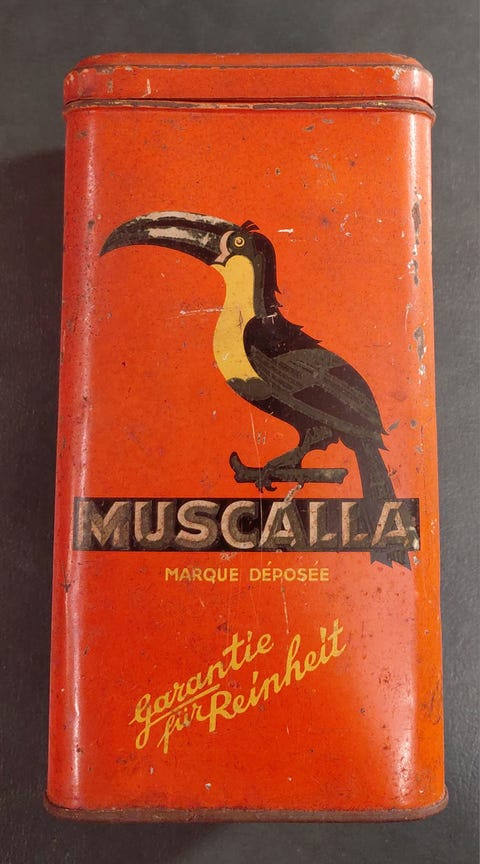 MUSCALLA
MARQUE DÉPOSÉE
Garantie
für Reinheit